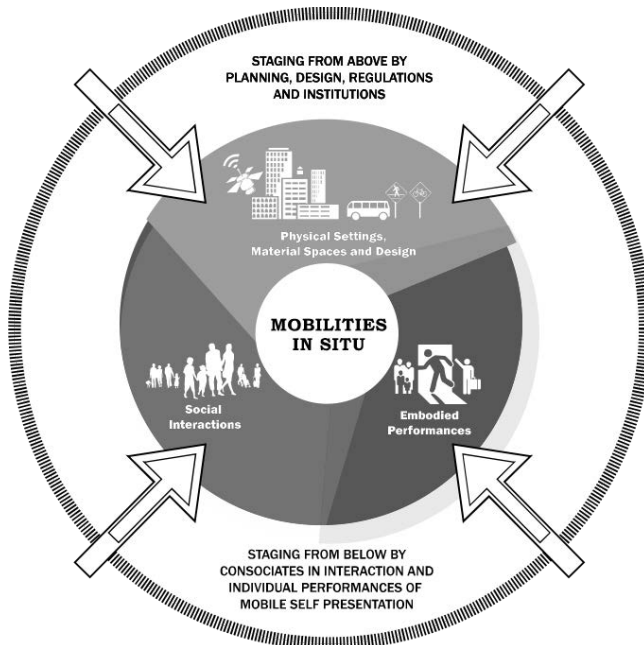 STAGING FROM ABOVE BY
PLANNING, DESIGN, REGULATIONS
AND INSTITUTIONS
Physical Settings,
Material Spaces and Design
MOBILITIES
IN SITU
Social
Interactions
Embodied
Performances
STAGING FROM BELOW BY
CONSOCIATES IN INTERACTION AND
INDIVIDUAL PERFORMANCES OF
MOBILE SELF PRESENTATION